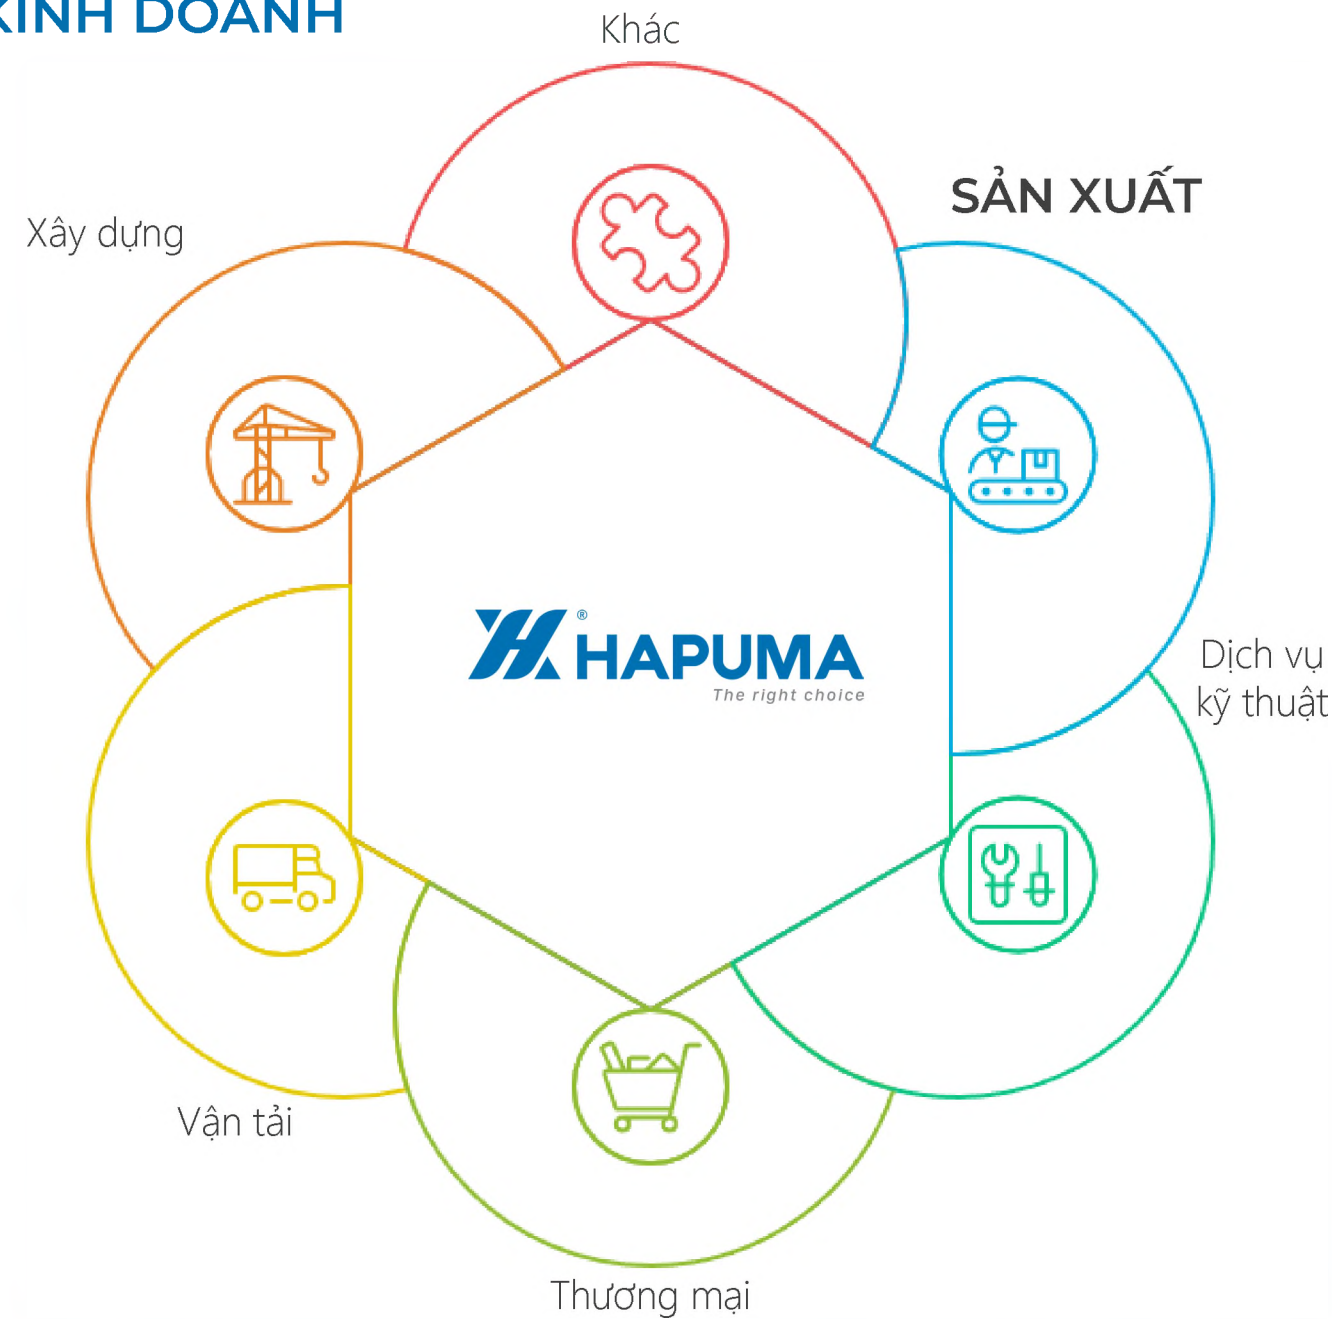 KINH DOANH
Khác
SẢN XUẤT
Xây dựng
HAPUMA®
The right choice
Dịch vụ
kỹ thuật
Vận tải
Thương mại